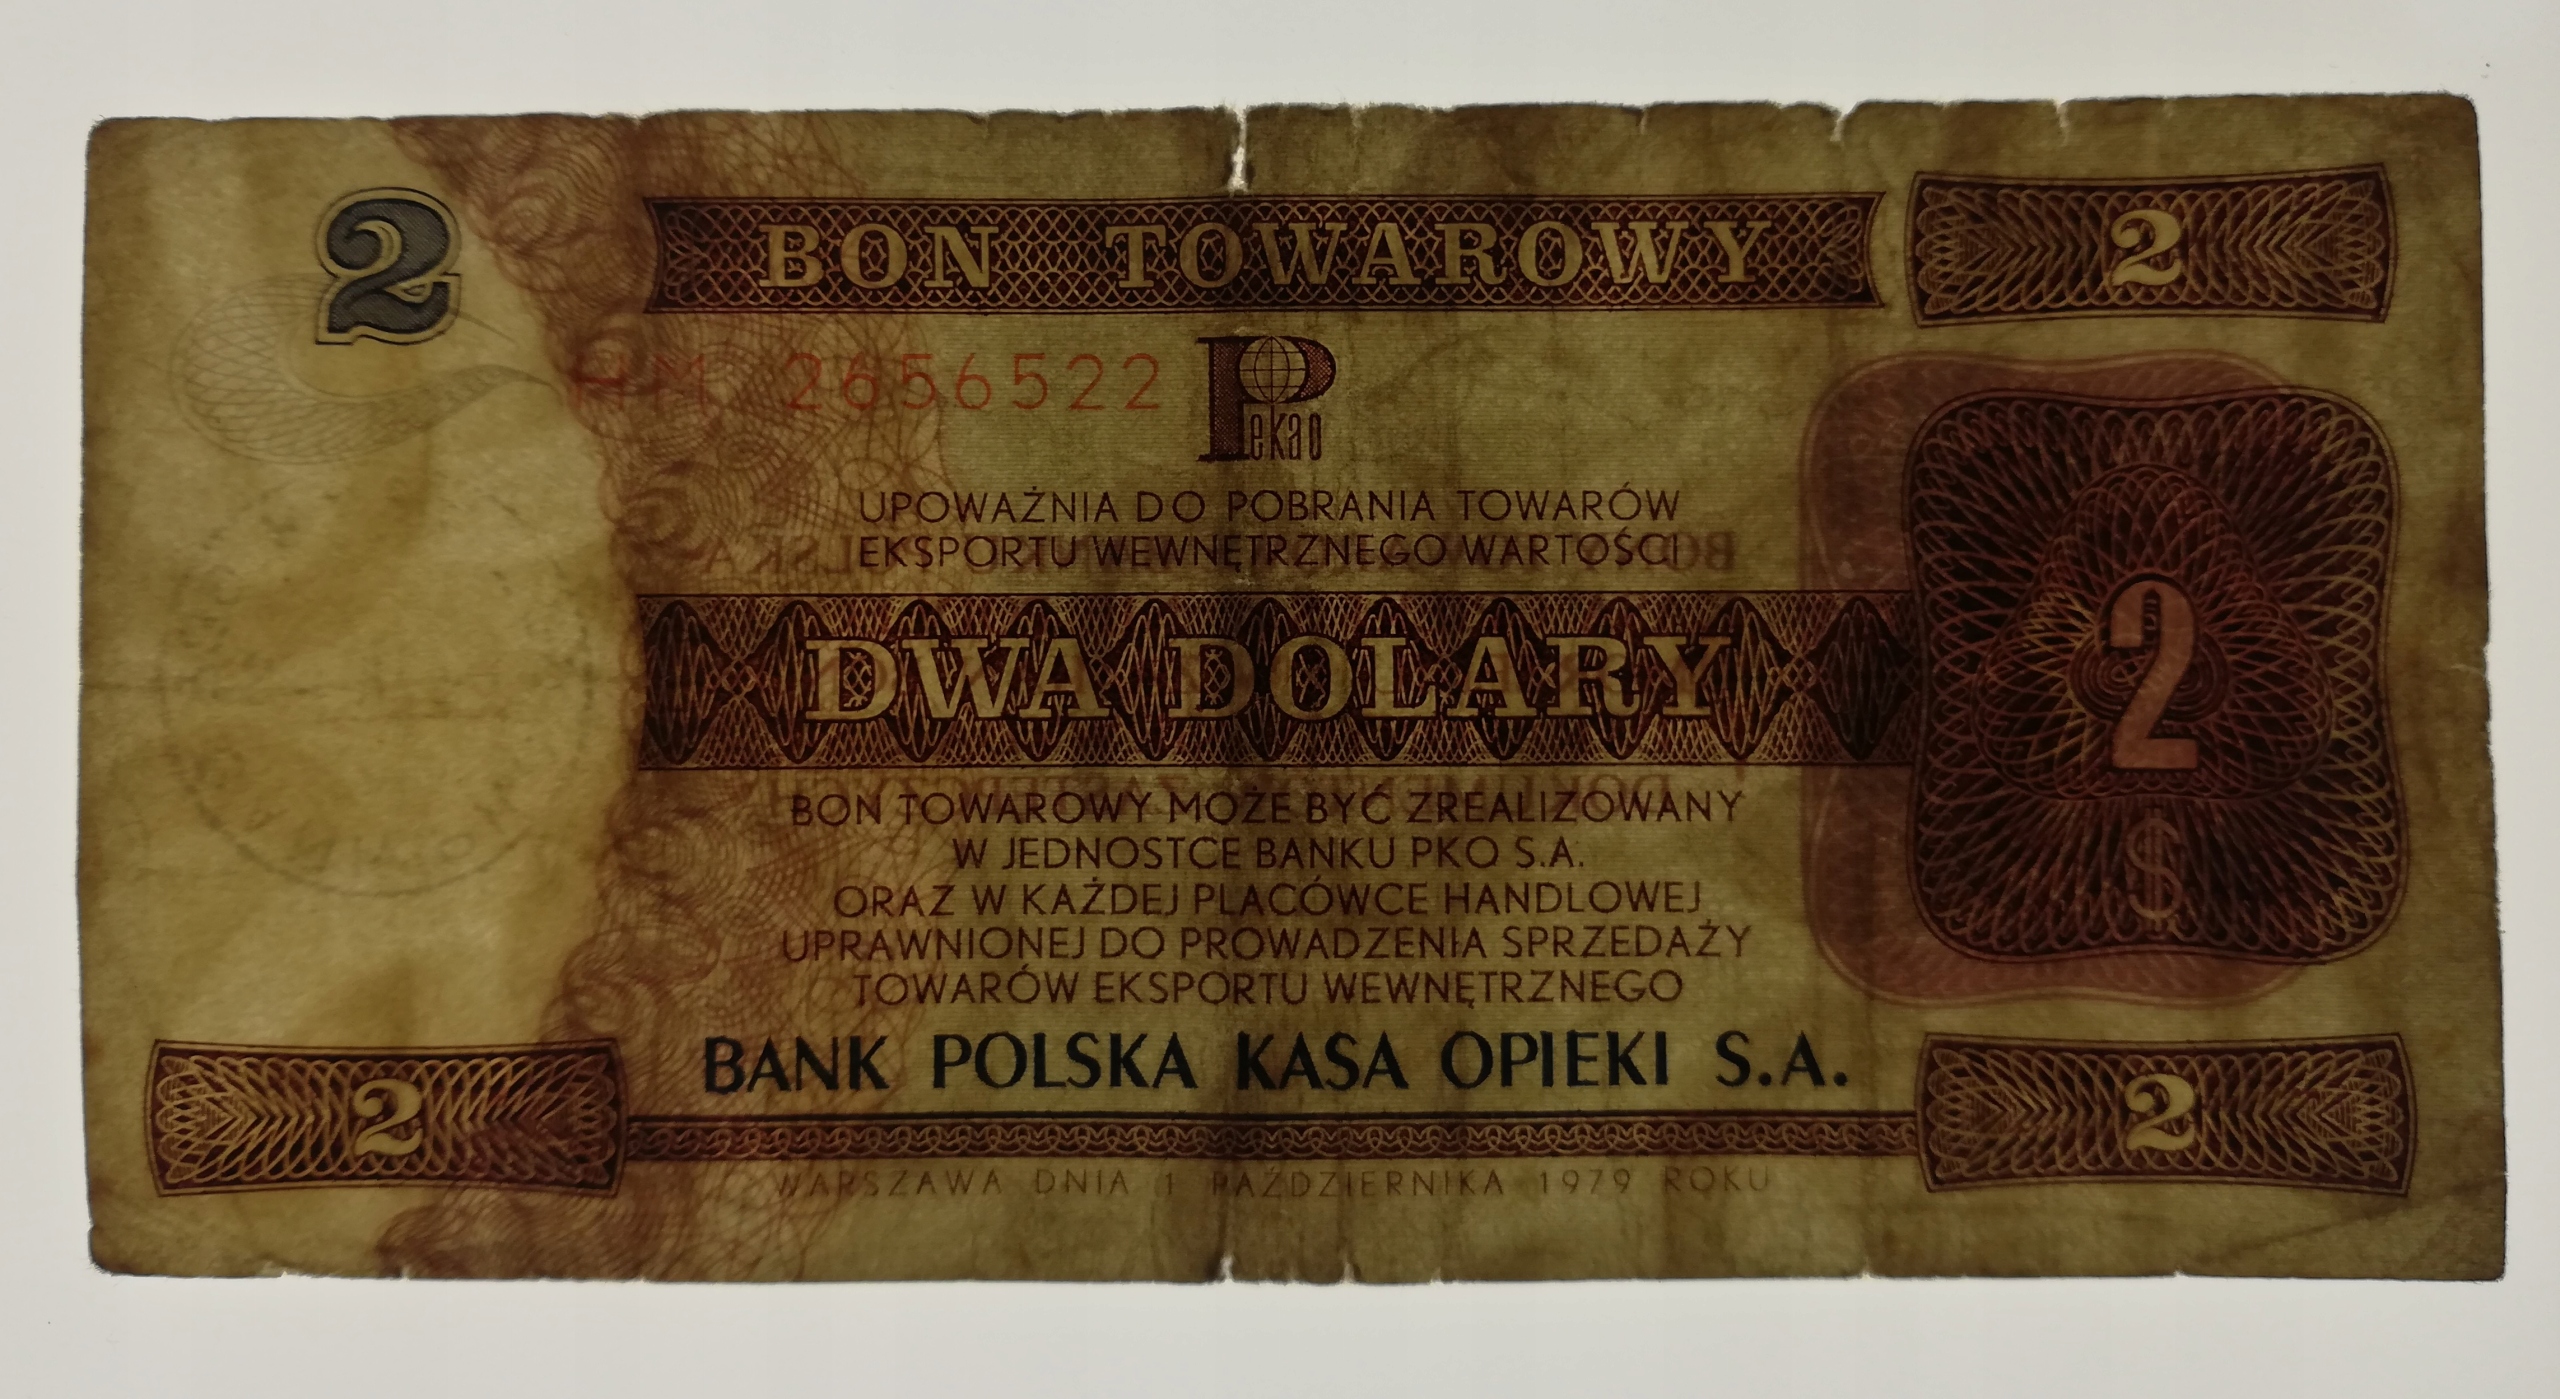 2
BON TOWAROWY
2
HM 2656522
Pekao
UPOWAŻNIA DO POBRANIA TOWARÓW
EKSPORTU WEWNĘTRZNEGO WARTOŚCI
DWA DOLARY
2
$
BON TOWAROWY MOŻE BYĆ ZREALIZOWANY
W JEDNOSTCE BANKU PKO S.A.
ORAZ W KAŻDEJ PLACÓWCE HANDLOWEJ
UPRAWNIONEJ DO PROWADZENIA SPRZEDAŻY
TOWARÓW EKSPORTU WEWNĘTRZNEGO
BANK POLSKA KASA OPIEKI S.A.
2
2
WARSZAWA DNIA 1 PAŹDZIERNIKA 1979 ROKU